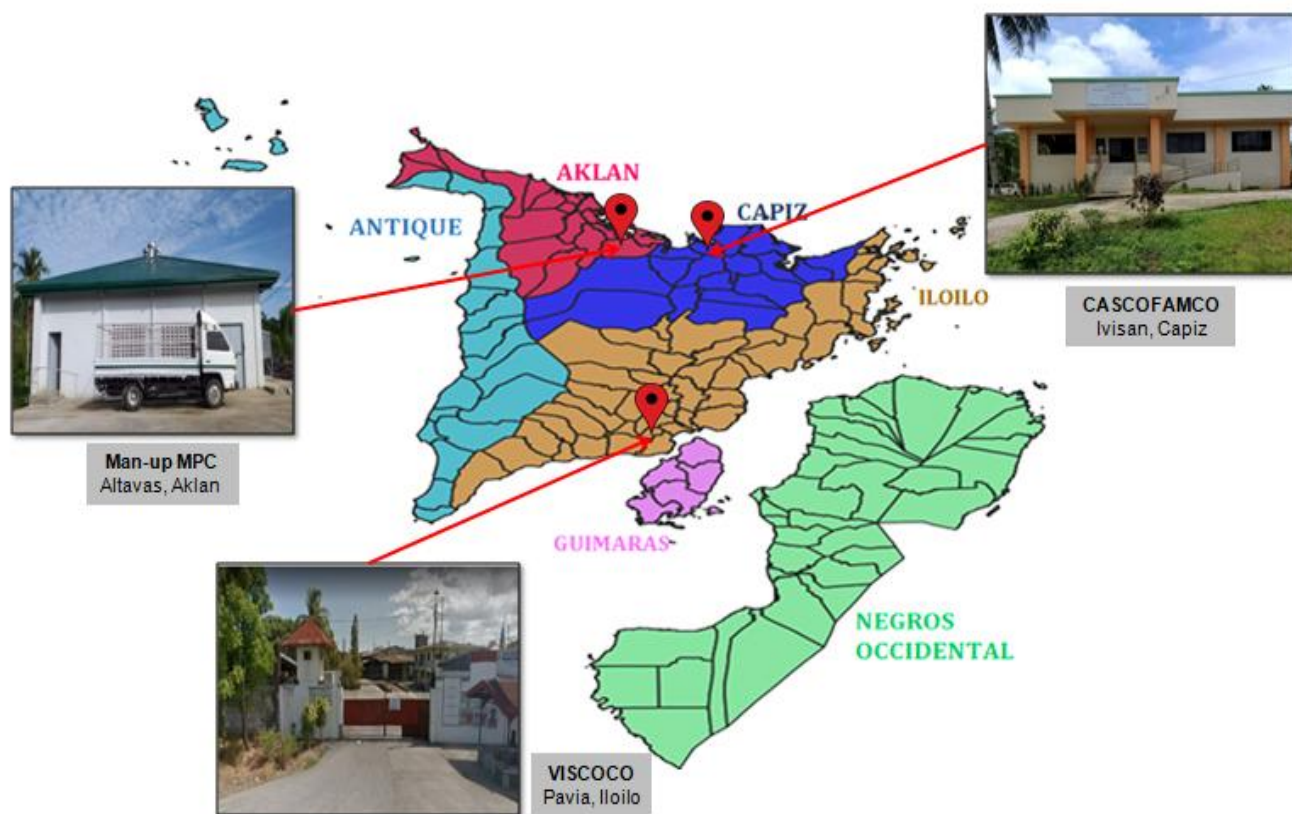 AKLAN
CAPIZ
ANTIQUE
ILOILO
CASCOFAMCO
Ivisan, Capiz
Man-up MPC
Altavas, Aklan
GUIMARAS
NEGROS
OCCIDENTAL
VISCOCO
Pavia, Iloilo